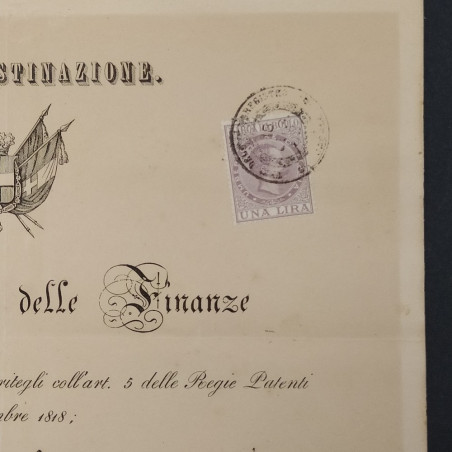 STINAZIONE.
UNA LIRA
delle Finanze
ritegli coll'art. 5 delle Regie Patenti
mbre 1818;